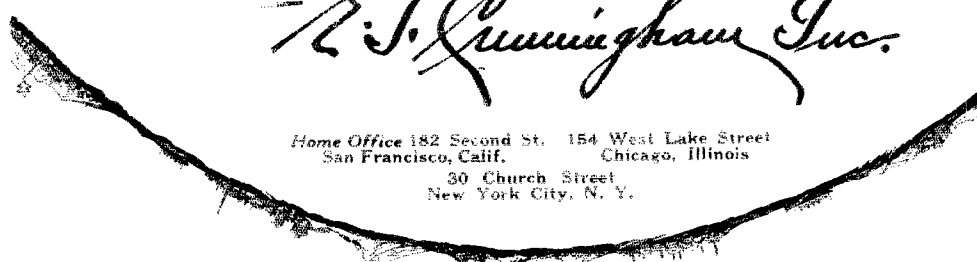 E. T. Cunningham Inc.
Home Office 182 Second St.
San Francisco, Calif.
154 West Lake Street
Chicago, Illinois
30 Church Street
New York City, N. Y.